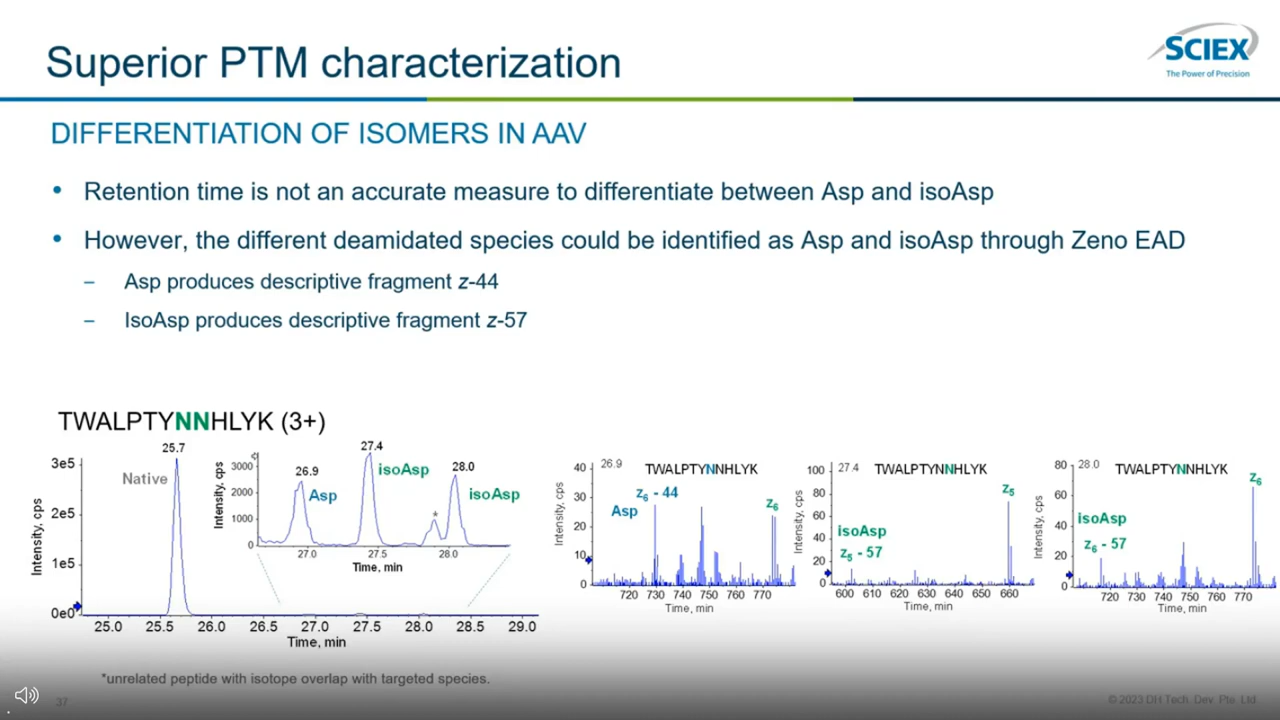 Superior PTM characterization
SCIEX
The Power of Precision
DIFFERENTIATION OF ISOMERS IN AAV
• Retention time is not an accurate measure to differentiate between Asp and isoAsp
• However, the different deamidated species could be identified as Asp and isoAsp through Zeno EAD
– Asp produces descriptive fragment z-44
– IsoAsp produces descriptive fragment z-57
TWALPTYNNHLYK (3+)
25.7
Native
3e5
2e5
1e5
0e0
Intensity, cps
25.0 25.5 26.0 26.5 27.0 27.5 28.0 28.5 29.0
Time, min
26.9
Asp
27.4
isoAsp
28.0
isoAsp
*
3000
2000
1000
0
Intensity, cps
27.0 27.5 28.0
Time, min
26.9
TWALPTYNNHLYK
z6 - 44
Asp
z6
40
30
20
10
0
Intensity, cps
720 730 740 750 760 770
Time, min
27.4
TWALPTYNNHLYK
z5
isoAsp
z5 - 57
100
80
60
40
20
0
Intensity, cps
600 610 620 630 640 650 660
Time, min
28.0
TWALPTYNNHLYK
z6
isoAsp
z6 - 57
80
60
40
20
0
Intensity, cps
720 730 740 750 760 770
Time, min
*unrelated peptide with isotope overlap with targeted species.
37
© 2023 DH Tech. Dev. Pte. Ltd.